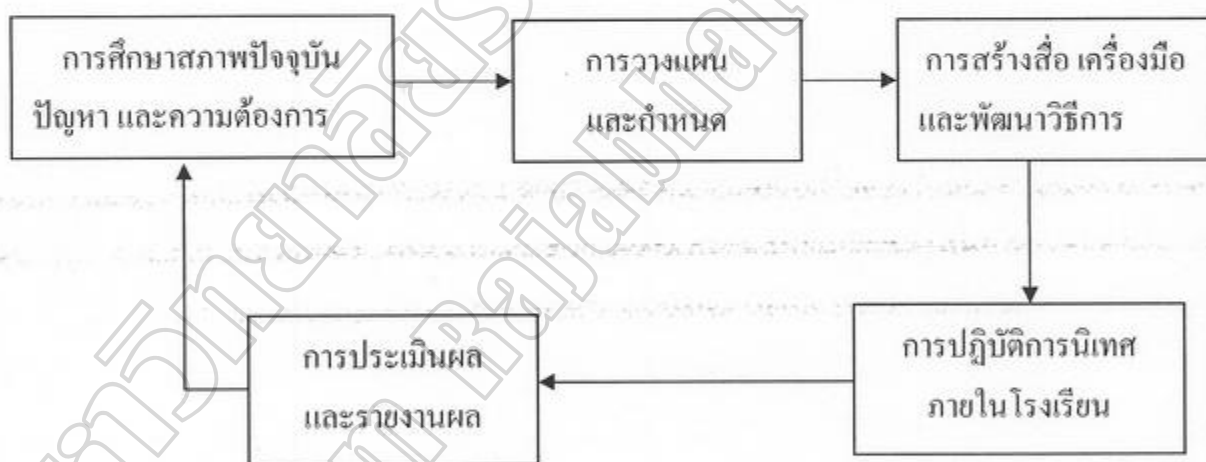 การศึกษาสภาพปัจจุบัน
ปัญหา และความต้องการ
การวางแผน
และกำหนด
การสร้างสื่อ เครื่องมือ
และพัฒนาวิธีการ
การปฏิบัติการนิเทศ
ภายในโรงเรียน
การประเมินผล
และรายงานผล
Rajabhat